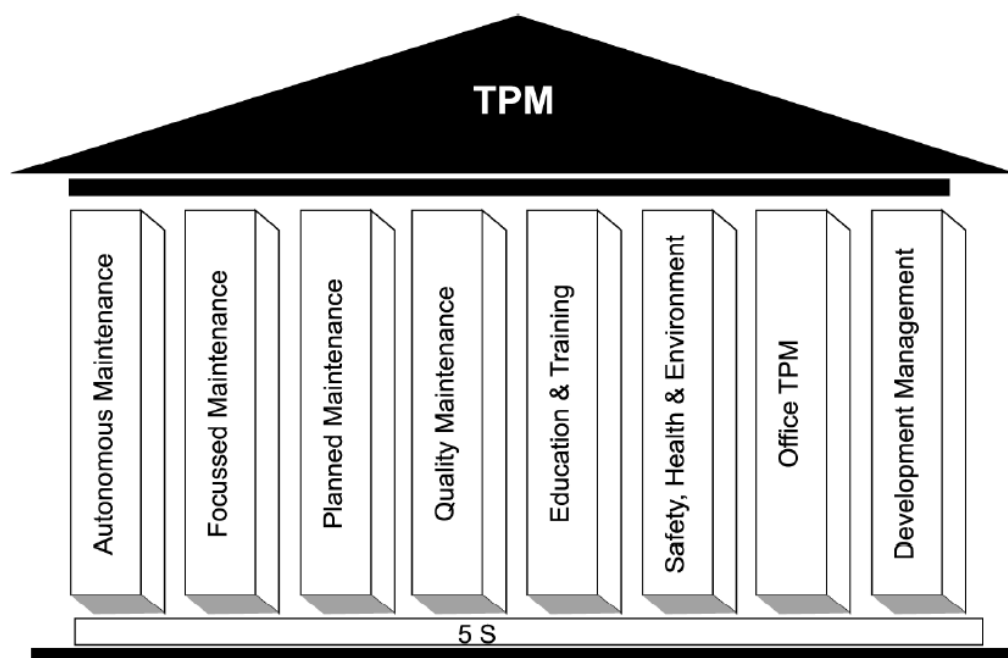 TPM
Autonomous Maintenance
Focussed Maintenance
Planned Maintenance
Quality Maintenance
Education & Training
Safety, Health & Environment
Office TPM
Development Management
5 S